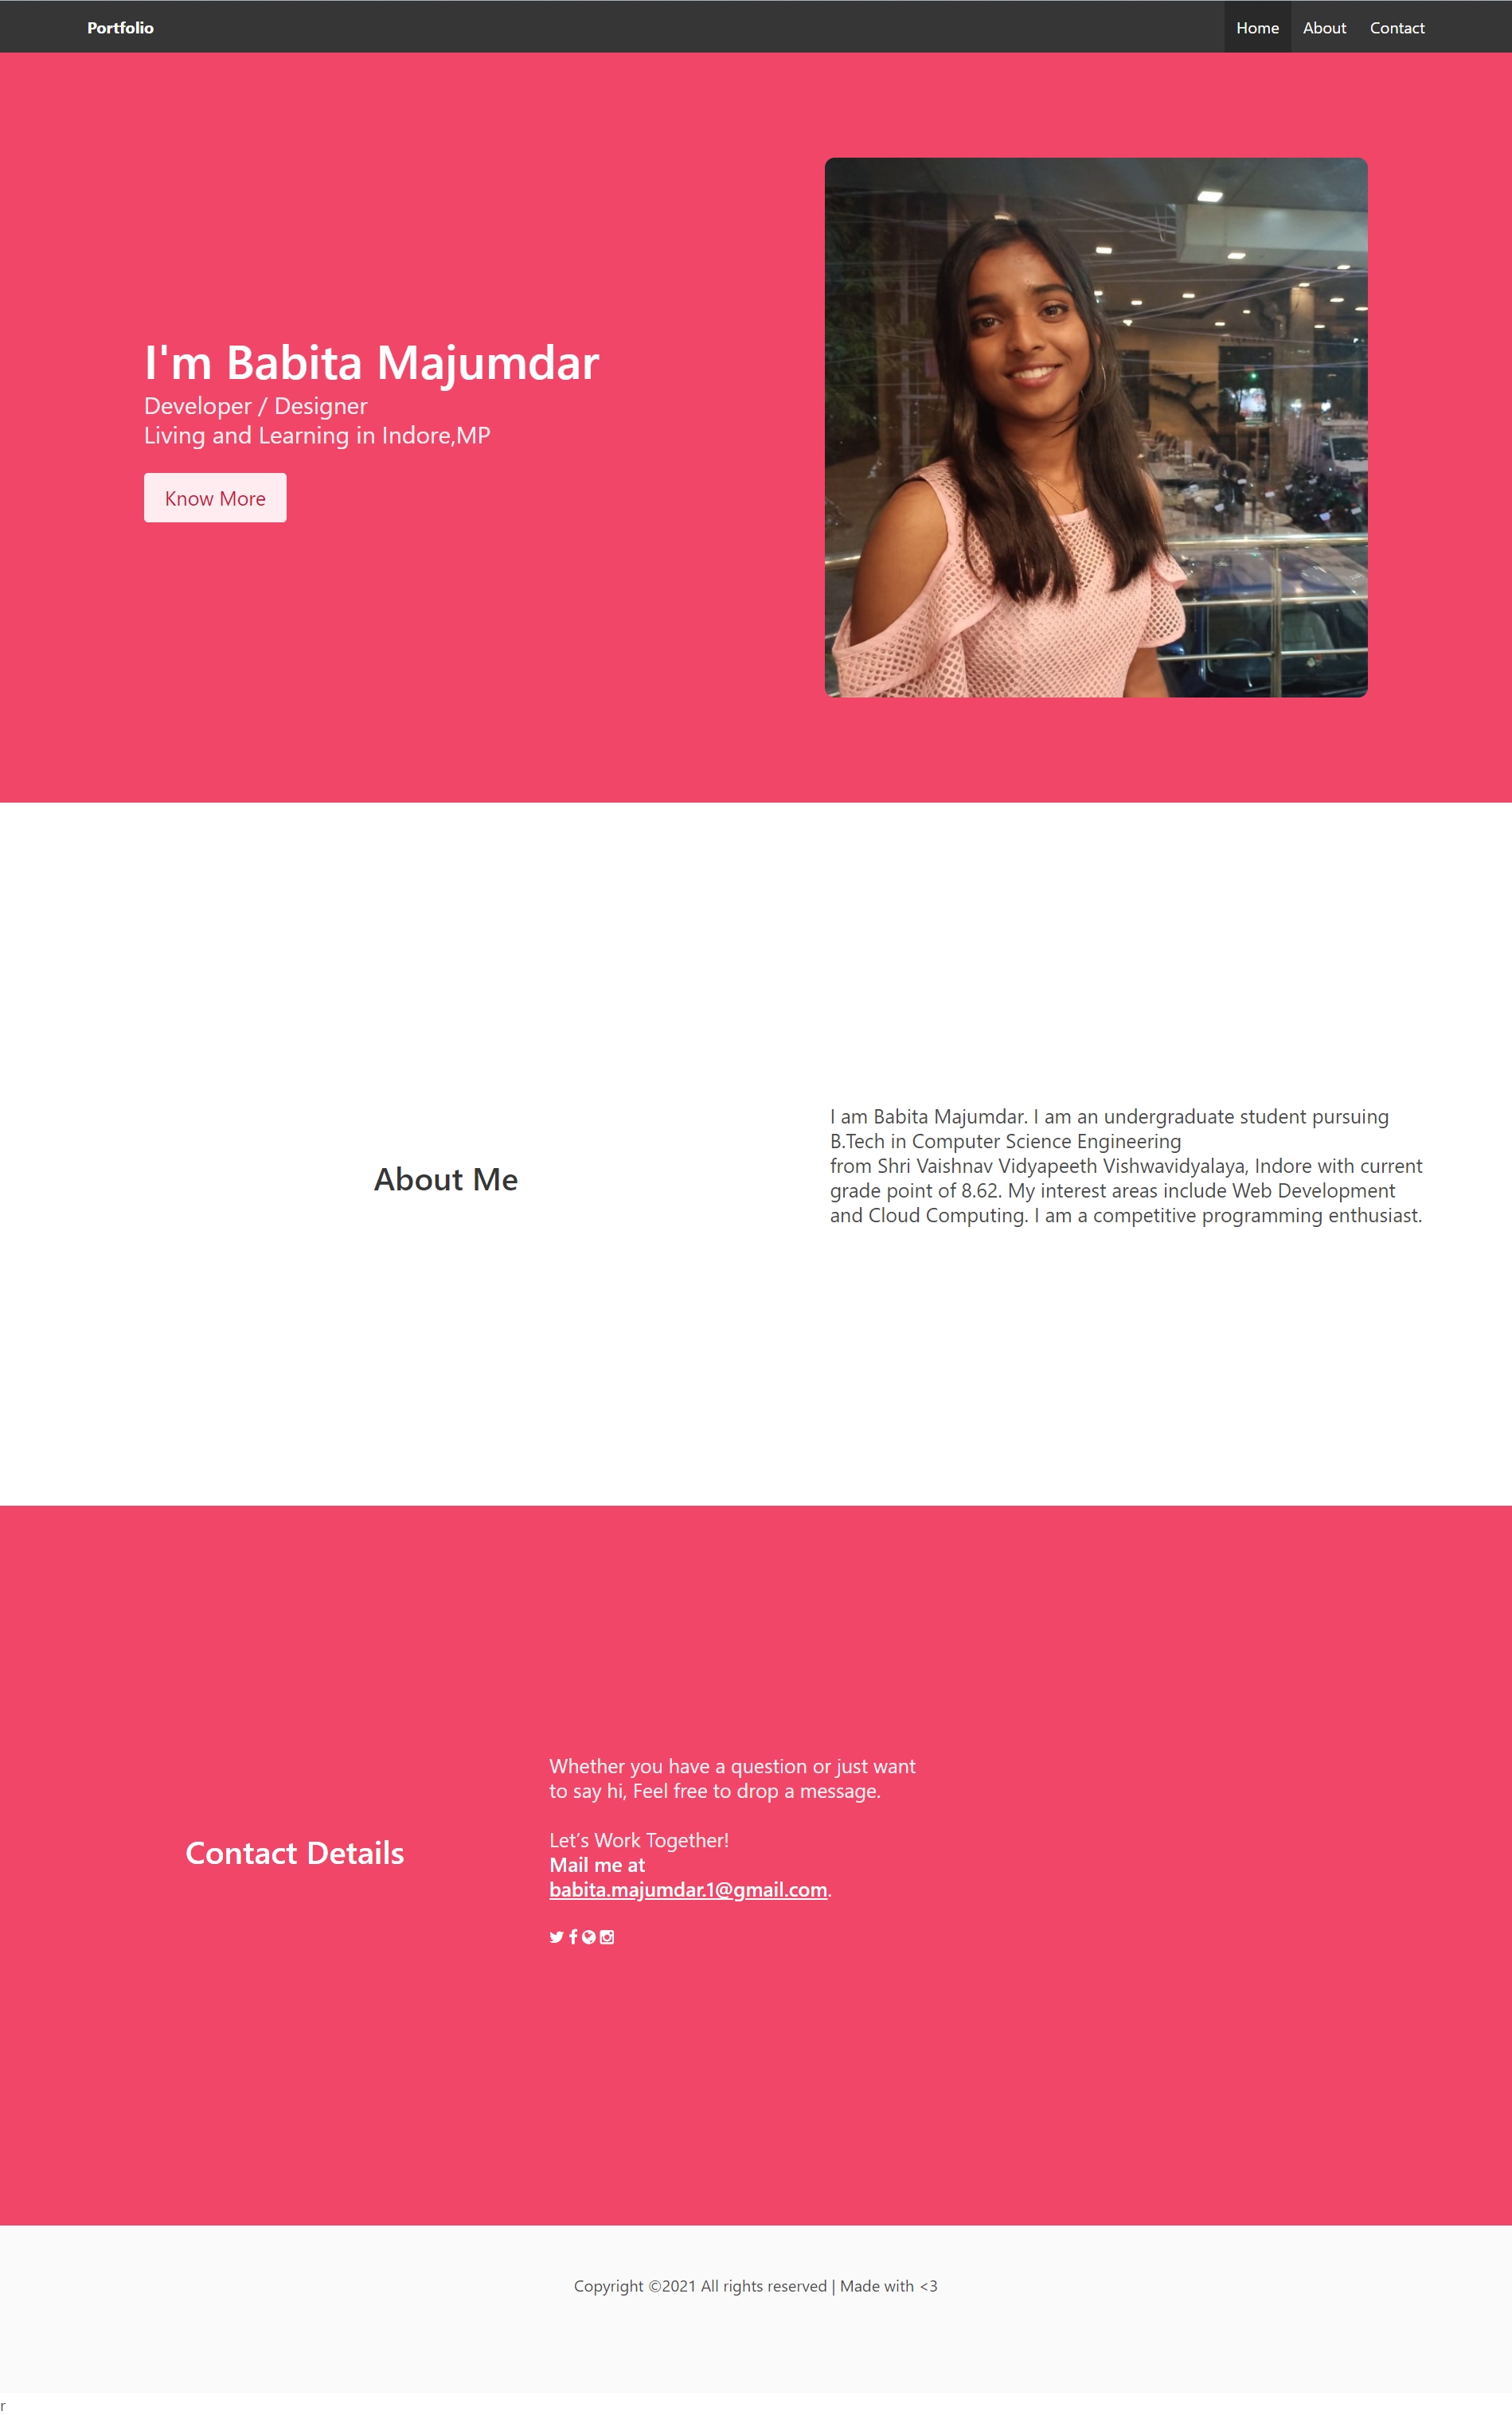 Portfolio
Home About Contact
I'm Babita Majumdar
Developer / Designer
Living and Learning in Indore,MP
Know More
About Me
I am Babita Majumdar. I am an undergraduate student pursuing
B.Tech in Computer Science Engineering
from Shri Vaishnav Vidyapeeth Vishwavidyalaya, Indore with current
grade point of 8.62. My interest areas include Web Development
and Cloud Computing. I am a competitive programming enthusiast.
Contact Details
Whether you have a question or just want
to say hi, Feel free to drop a message.
Let’s Work Together!
Mail me at
babita.majumdar.1@gmail.com.
Copyright ©2021 All rights reserved | Made with <3
r